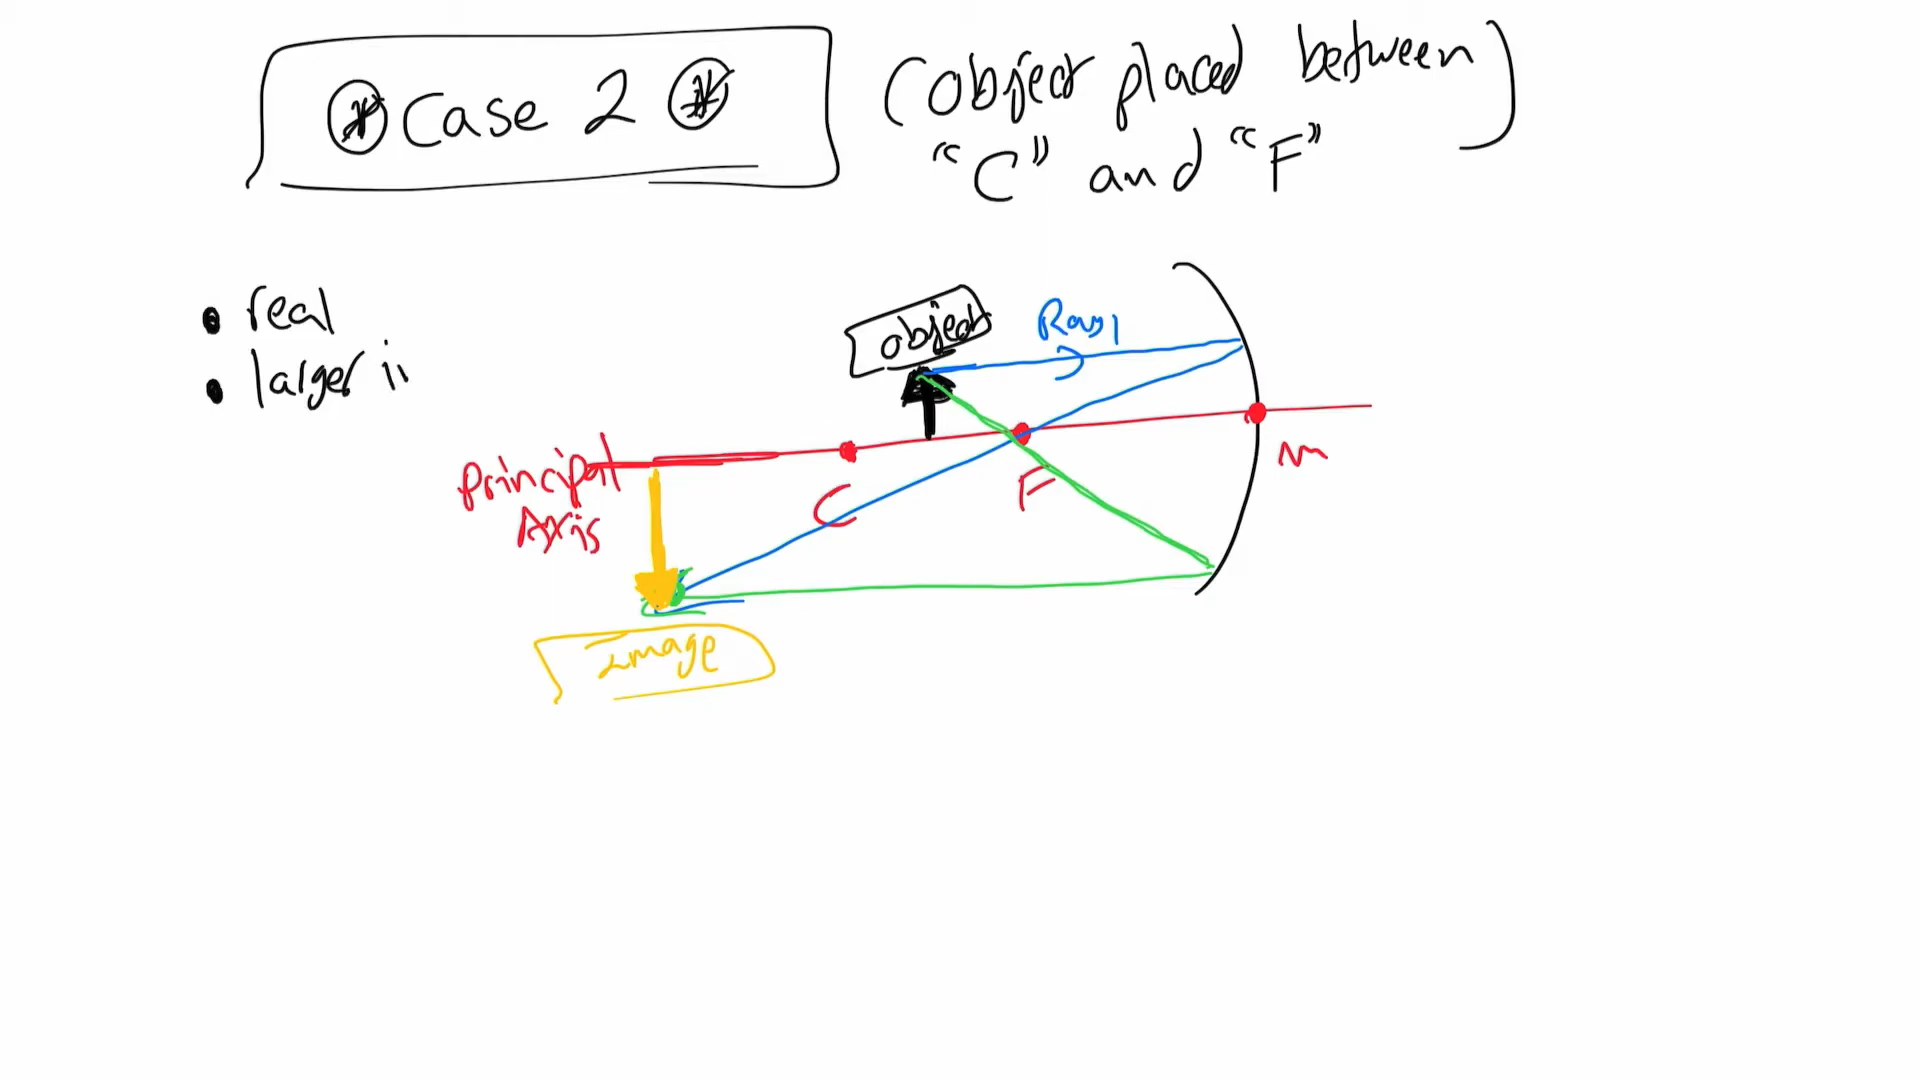 * Case 2 *
(object placed between
"C" and "F")
• real
• larger i
object
Ray 1
Principal
Axis
C
F
M
Image